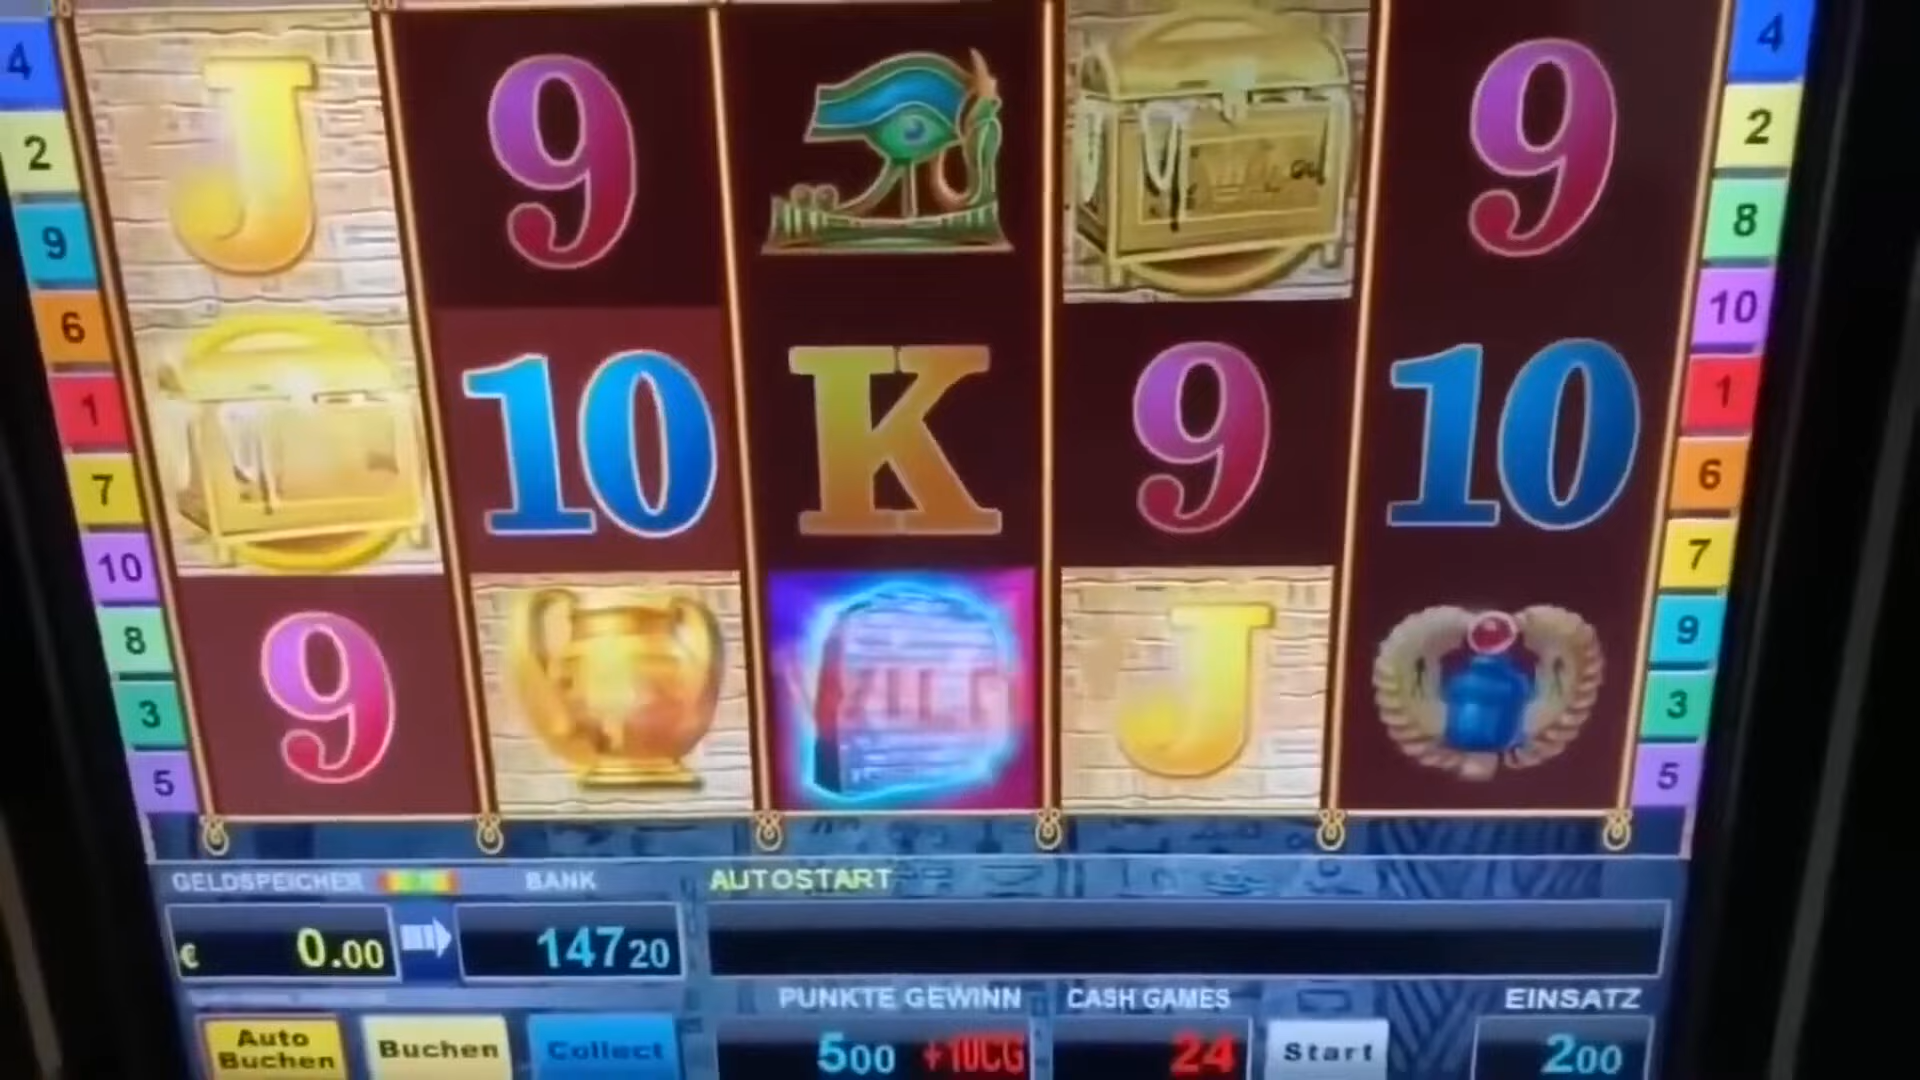 4 J 9 9 4
2 2
9 8
6 10 K 9 10 10
1 1
7 6
10 7
8 9 J 9
3 3
5 5
GELDSPEICHER BANK AUTOSTART
€ 0.00 147 20
PUNKTE GEWINN CASH GAMES EINSATZ
Auto Buchen Buchen Collect 500 +10CG 24 Start 200